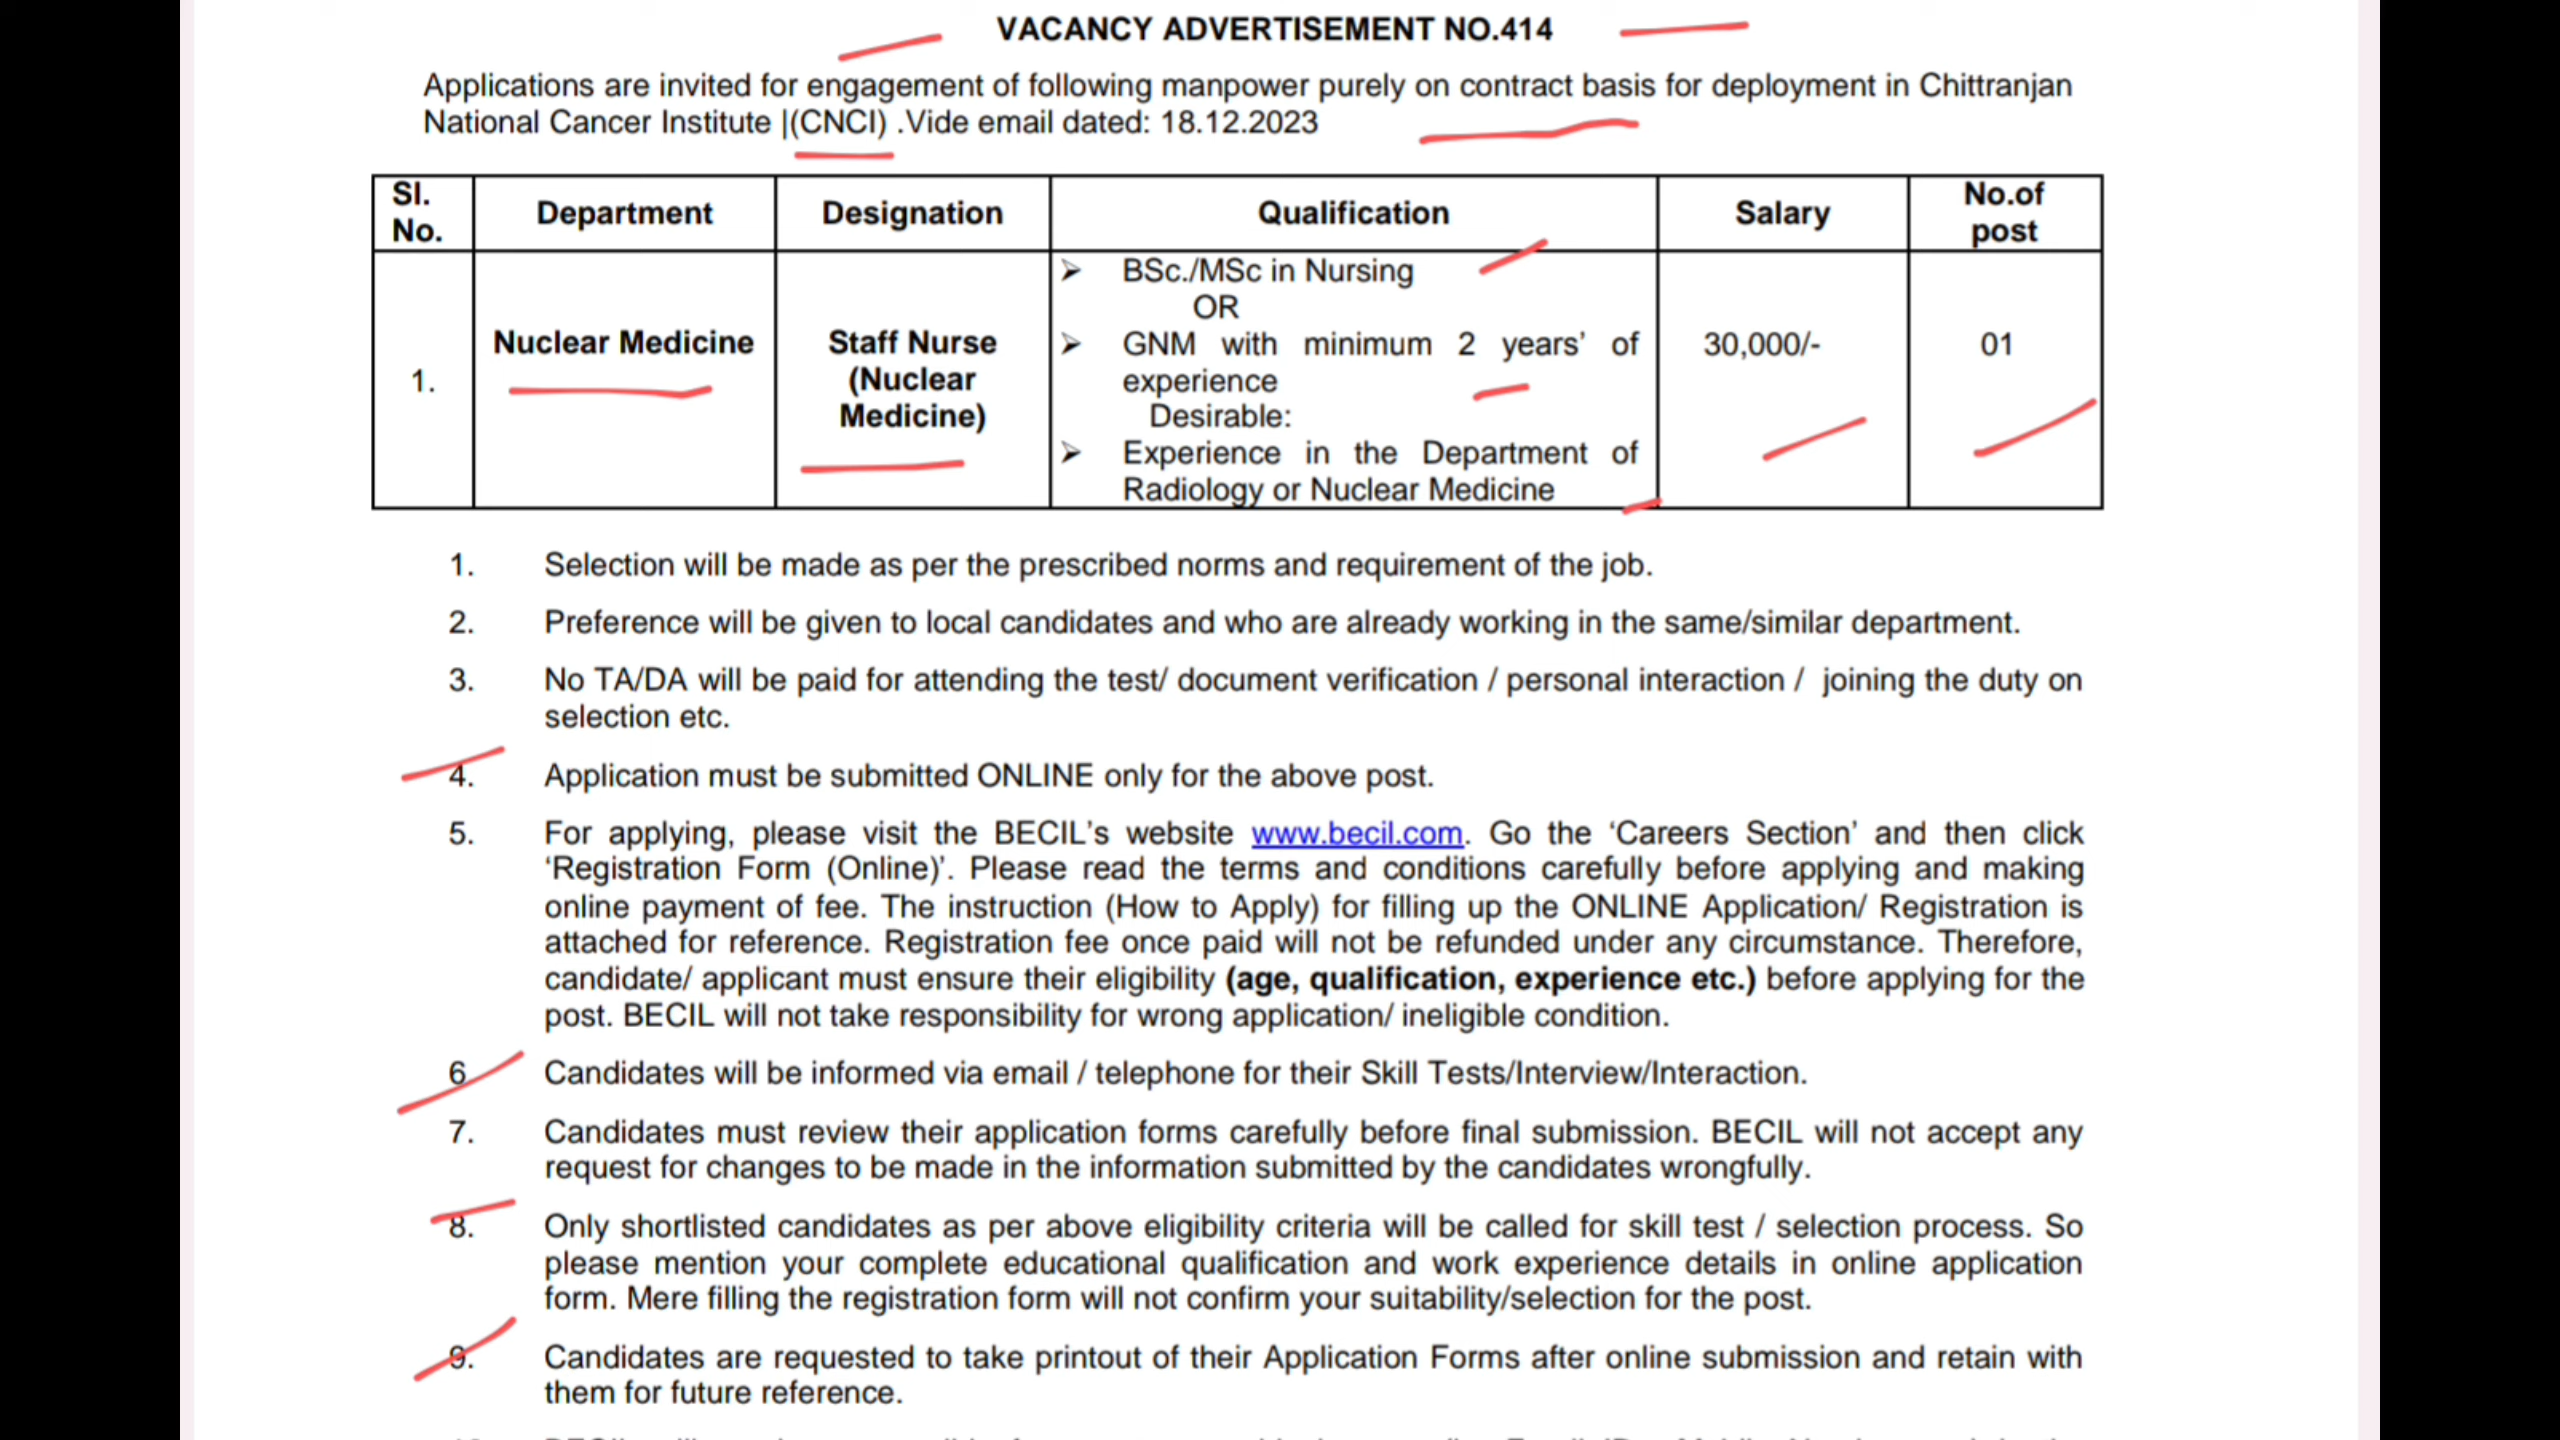 VACANCY ADVERTISEMENT NO.414
Applications are invited for engagement of following manpower purely on contract basis for deployment in Chittranjan
National Cancer Institute |(CNCI) .Vide email dated: 18.12.2023
Sl. No.
Department
Designation
Qualification
Salary
No.of post
1.
Nuclear Medicine
Staff Nurse
(Nuclear
Medicine)
➢ BSc./MSc in Nursing
OR
➢ GNM with minimum 2 years’ of
experience
Desirable:
➢ Experience in the Department of
Radiology or Nuclear Medicine
30,000/-
01
1. Selection will be made as per the prescribed norms and requirement of the job.
2. Preference will be given to local candidates and who are already working in the same/similar department.
3. No TA/DA will be paid for attending the test/ document verification / personal interaction / joining the duty on
selection etc.
4. Application must be submitted ONLINE only for the above post.
5. For applying, please visit the BECIL’s website www.becil.com. Go the ‘Careers Section’ and then click
‘Registration Form (Online)’. Please read the terms and conditions carefully before applying and making
online payment of fee. The instruction (How to Apply) for filling up the ONLINE Application/ Registration is
attached for reference. Registration fee once paid will not be refunded under any circumstance. Therefore,
candidate/ applicant must ensure their eligibility (age, qualification, experience etc.) before applying for the
post. BECIL will not take responsibility for wrong application/ ineligible condition.
6. Candidates will be informed via email / telephone for their Skill Tests/Interview/Interaction.
7. Candidates must review their application forms carefully before final submission. BECIL will not accept any
request for changes to be made in the information submitted by the candidates wrongfully.
8. Only shortlisted candidates as per above eligibility criteria will be called for skill test / selection process. So
please mention your complete educational qualification and work experience details in online application
form. Mere filling the registration form will not confirm your suitability/selection for the post.
9. Candidates are requested to take printout of their Application Forms after online submission and retain with
them for future reference.